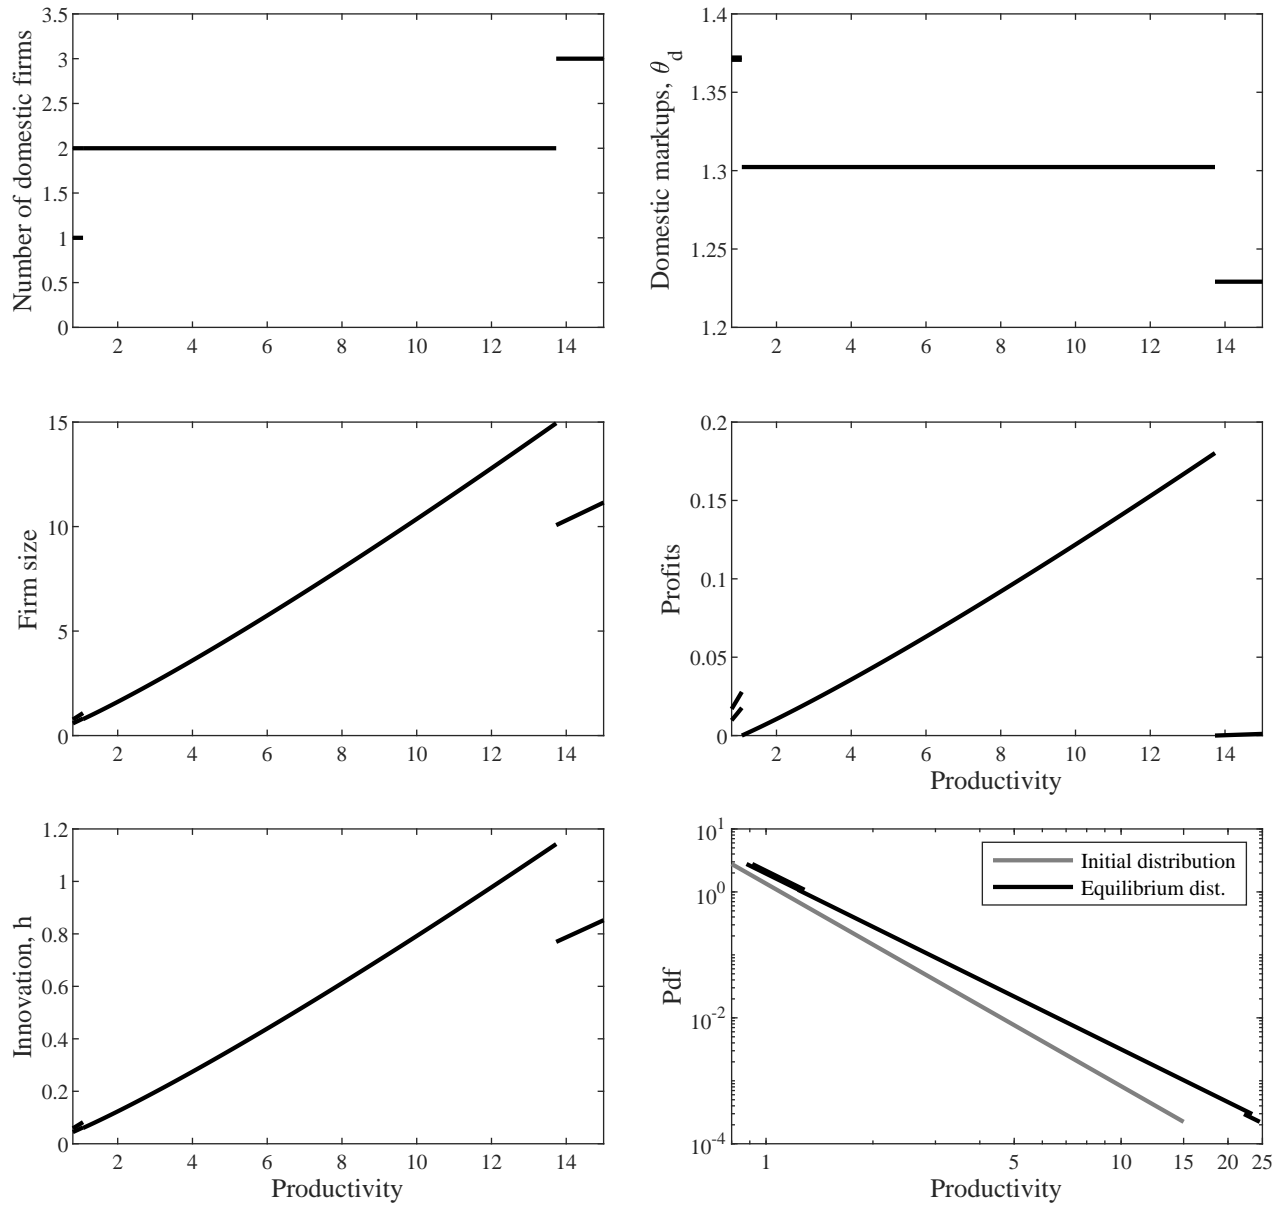 Number of domestic firms
3.5
3
2.5
2
1.5
1
0.5
0
2 4 6 8 10 12 14
Domestic markups, θ_d
1.4
1.35
1.3
1.25
1.2
2 4 6 8 10 12 14
Firm size
15
10
5
0
2 4 6 8 10 12 14
Profits
0.2
0.15
0.1
0.05
0
2 4 6 8 10 12 14
Productivity
Innovation, h
1.2
1
0.8
0.6
0.4
0.2
0
2 4 6 8 10 12 14
Productivity
Pdf
10^1
10^0
10^-2
10^-4
Initial distribution
Equilibrium dist.
1 5 10 15 20 25
Productivity